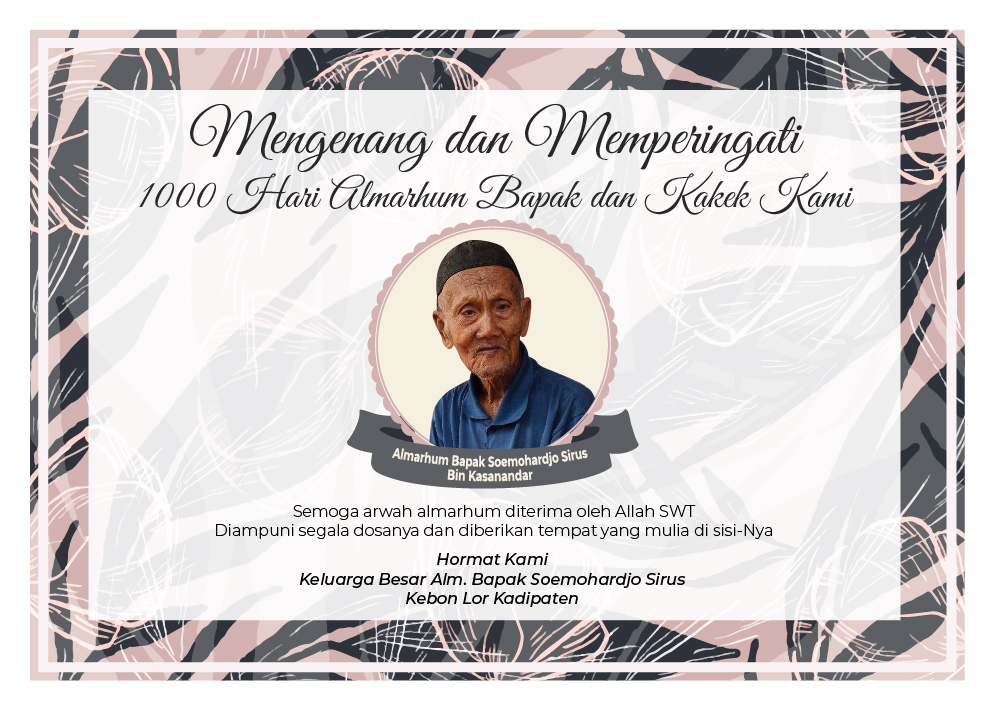 Mengenang dan Memperingati
1000 Hari Almarhum Bapak dan Kakek Kami
Almarhum Bapak Soemohardjo Sirus
Bin Kasanandar
Semoga arwah almarhum diterima oleh Allah SWT
Diampuni segala dosanya dan diberikan tempat yang mulia di sisi-Nya
Hormat Kami
Keluarga Besar Alm. Bapak Soemohardjo Sirus
Kebon Lor Kadipaten